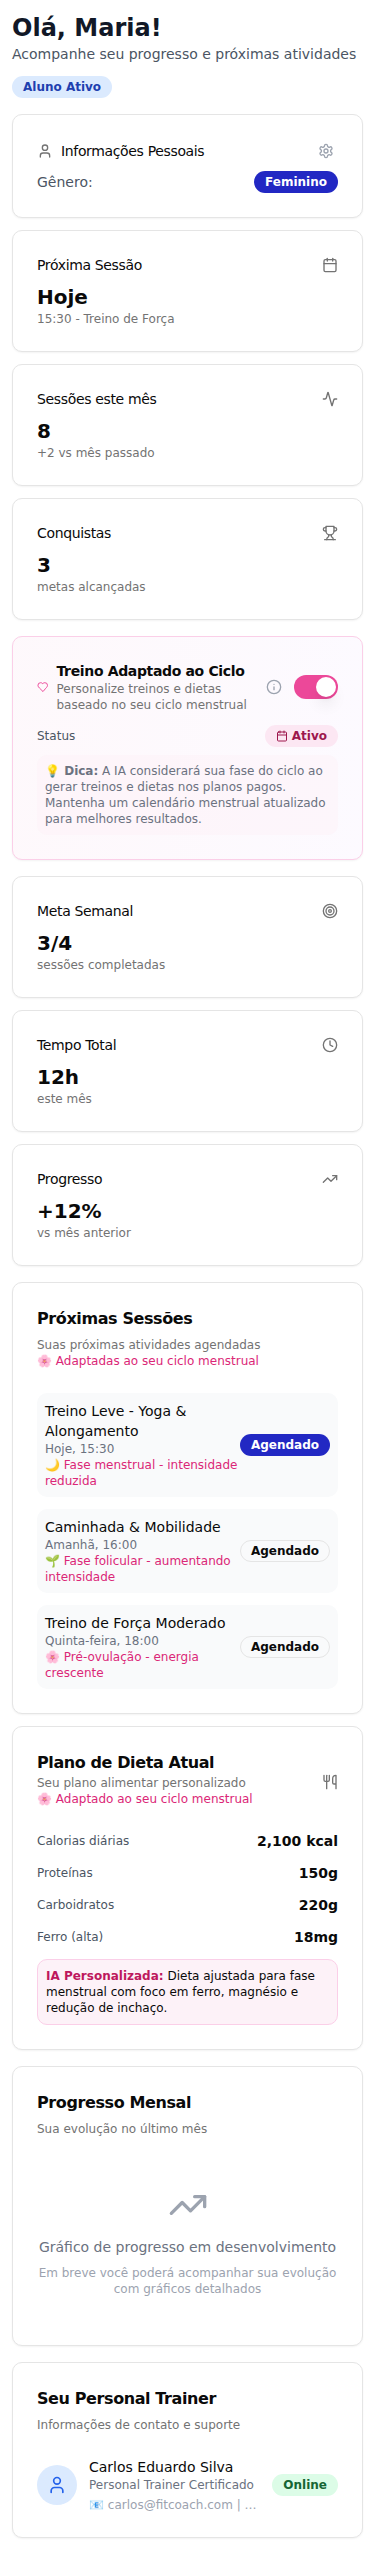 Olá, Maria!
Acompanhe seu progresso e próximas atividades
Aluno Ativo
Informações Pessoais
Gênero: Feminino
Próxima Sessão
Hoje
15:30 - Treino de Força
Sessões este mês
8
+2 vs mês passado
Conquistas
3
metas alcançadas
Treino Adaptado ao Ciclo
Personalize treinos e dietas
baseado no seu ciclo menstrual
Status Ativo
💡 Dica: A IA considerará sua fase do ciclo ao
gerar treinos e dietas nos planos pagos.
Mantenha um calendário menstrual atualizado
para melhores resultados.
Meta Semanal
3/4
sessões completadas
Tempo Total
12h
este mês
Progresso
+12%
vs mês anterior
Próximas Sessões
Suas próximas atividades agendadas
🌸 Adaptadas ao seu ciclo menstrual
Treino Leve - Yoga &
Alongamento
Hoje, 15:30
🌙 Fase menstrual - intensidade
reduzida
Agendado
Caminhada & Mobilidade
Amanhã, 16:00
🌱 Fase folicular - aumentando
intensidade
Agendado
Treino de Força Moderado
Quinta-feira, 18:00
🌸 Pré-ovulação - energia
crescente
Agendado
Plano de Dieta Atual
Seu plano alimentar personalizado
🌸 Adaptado ao seu ciclo menstrual
Calorias diárias 2,100 kcal
Proteínas 150g
Carboidratos 220g
Ferro (alta) 18mg
IA Personalizada: Dieta ajustada para fase
menstrual com foco em ferro, magnésio e
redução de inchaço.
Progresso Mensal
Sua evolução no último mês
Gráfico de progresso em desenvolvimento
Em breve você poderá acompanhar sua evolução
com gráficos detalhados
Seu Personal Trainer
Informações de contato e suporte
Carlos Eduardo Silva
Personal Trainer Certificado
📧 carlos@fitcoach.com | ...
Online